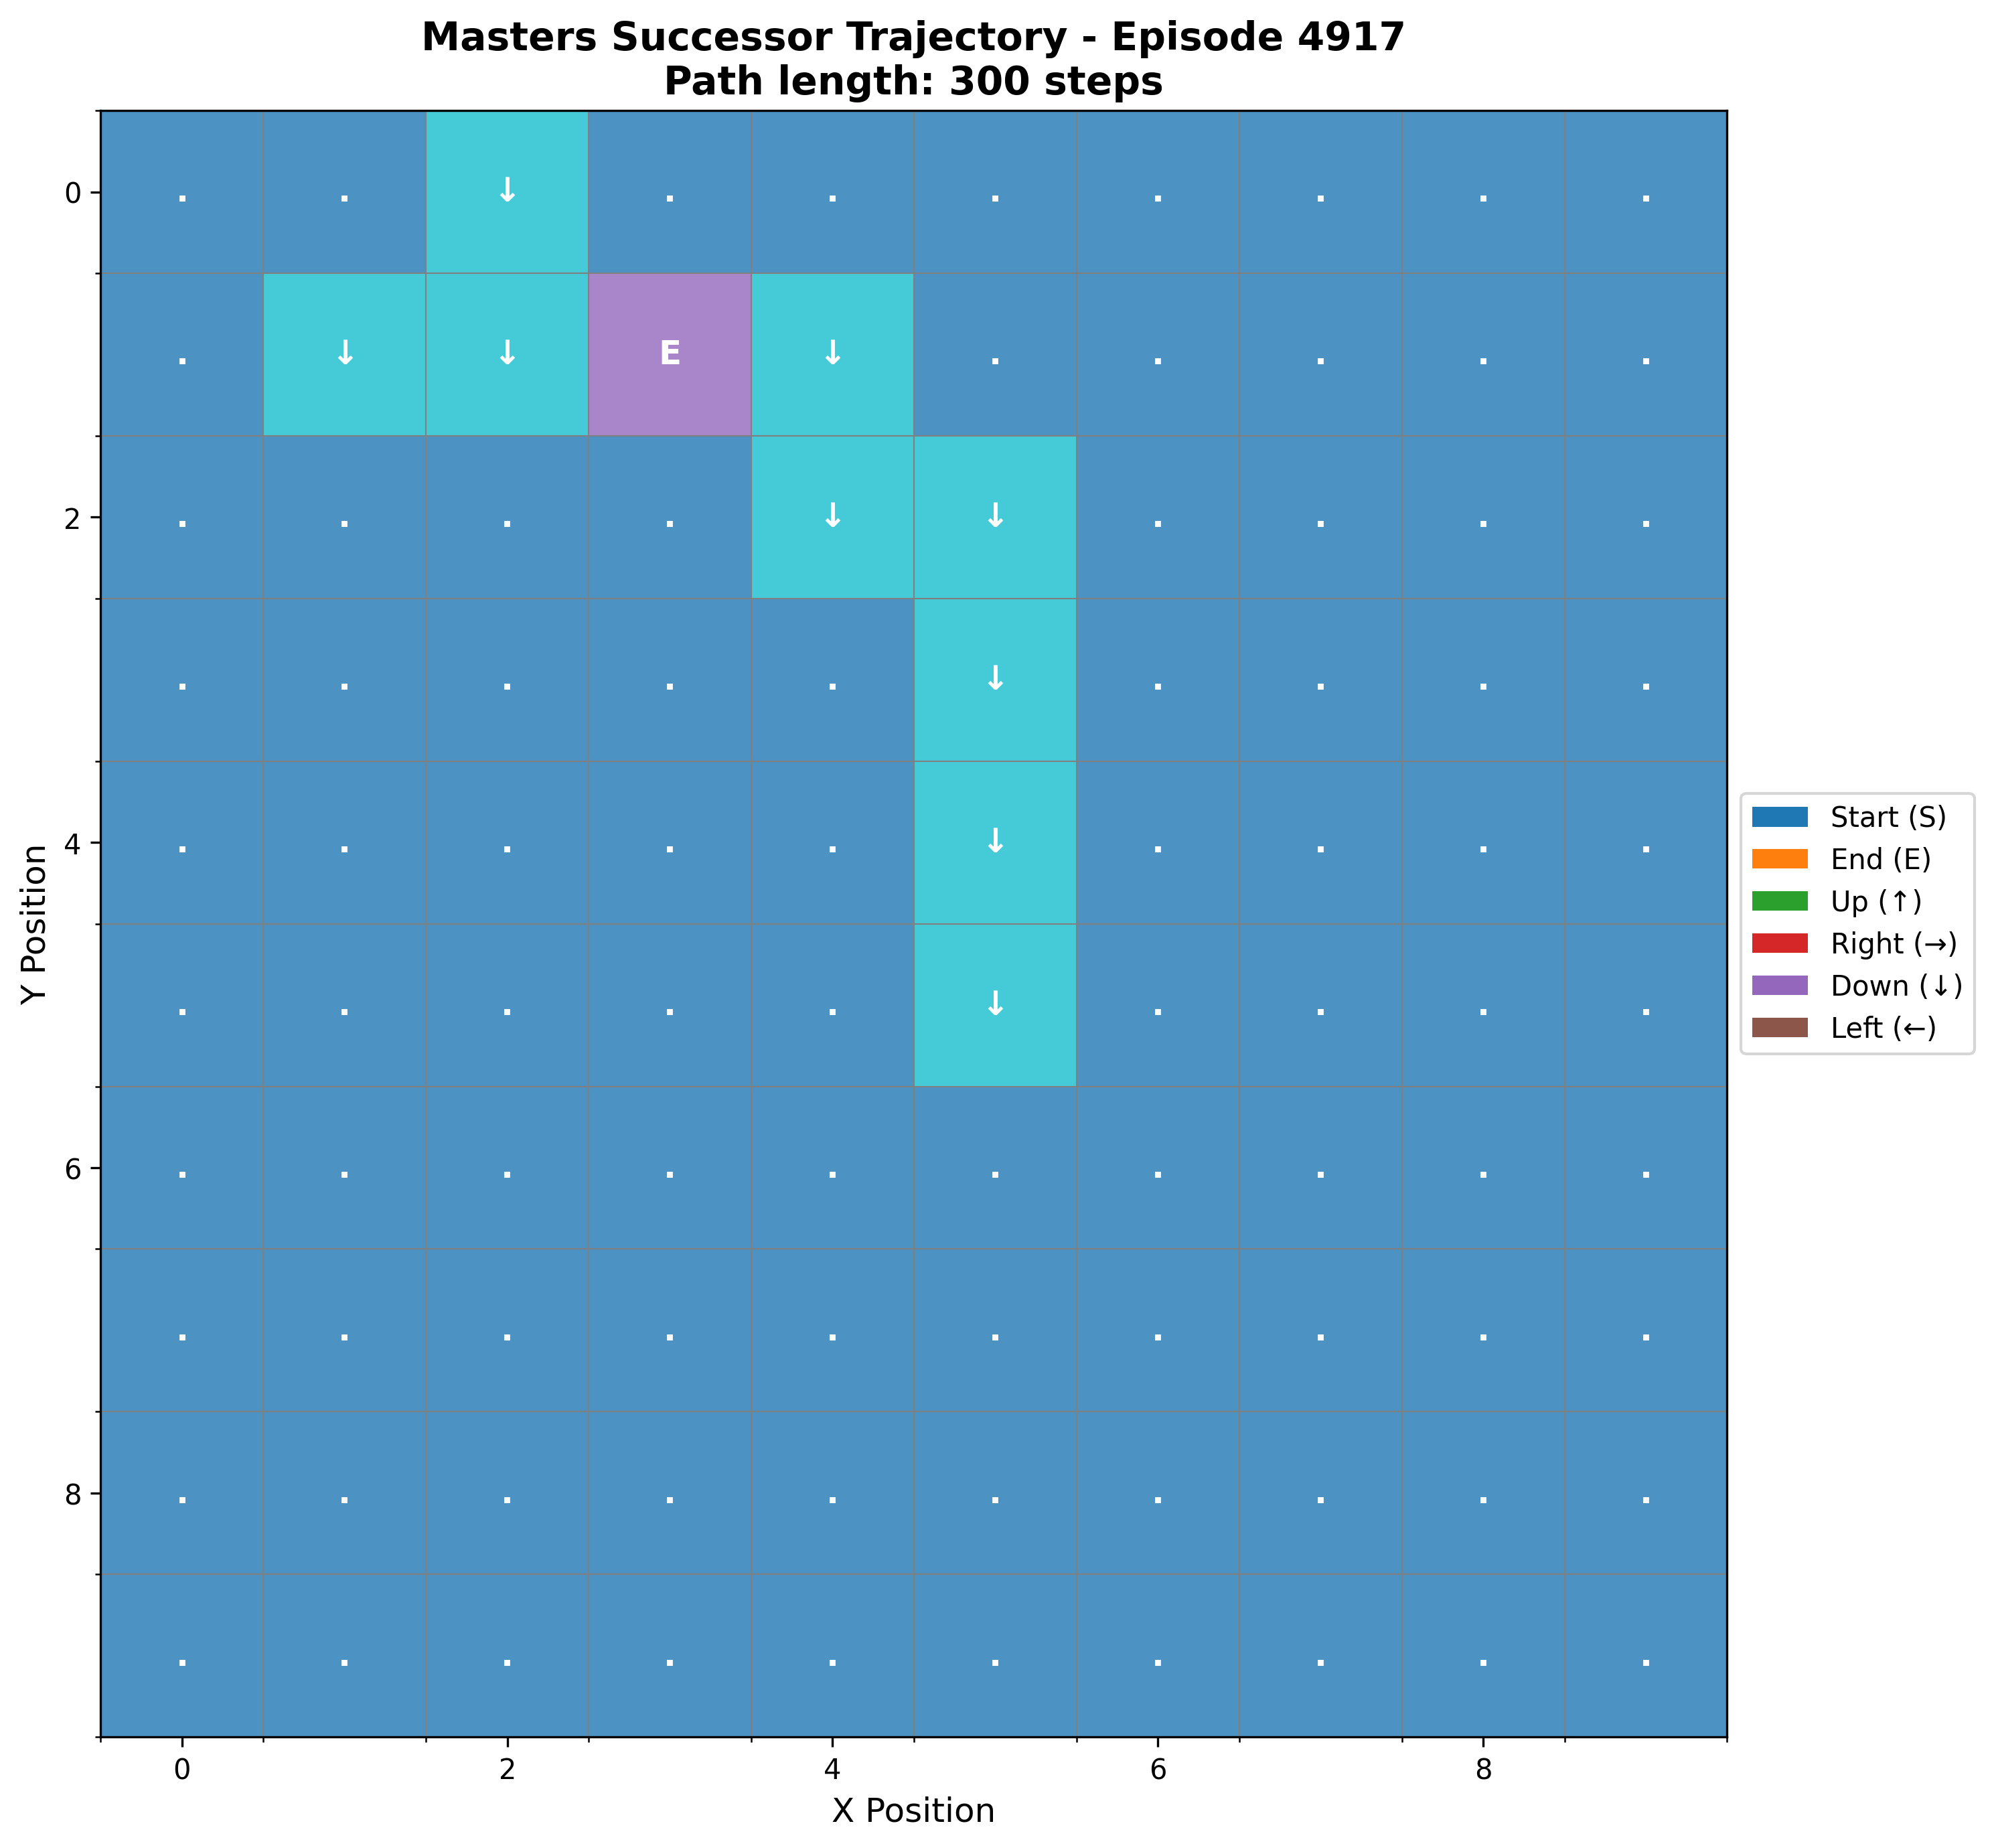 Masters Successor Trajectory - Episode 4917
Path length: 300 steps
0
. . ↓ . . . . . . .
. ↓ ↓ E ↓ . . . . .
2
. . . . ↓ ↓ . . . .
. . . . . ↓ . . . .
4
. . . . . ↓ . . . .
. . . . . ↓ . . . .
6
. . . . . . . . . .
. . . . . . . . . .
8
. . . . . . . . . .
. . . . . . . . . .
Y Position
0 2 4 6 8
X Position
Start (S)
End (E)
Up (↑)
Right (→)
Down (↓)
Left (←)